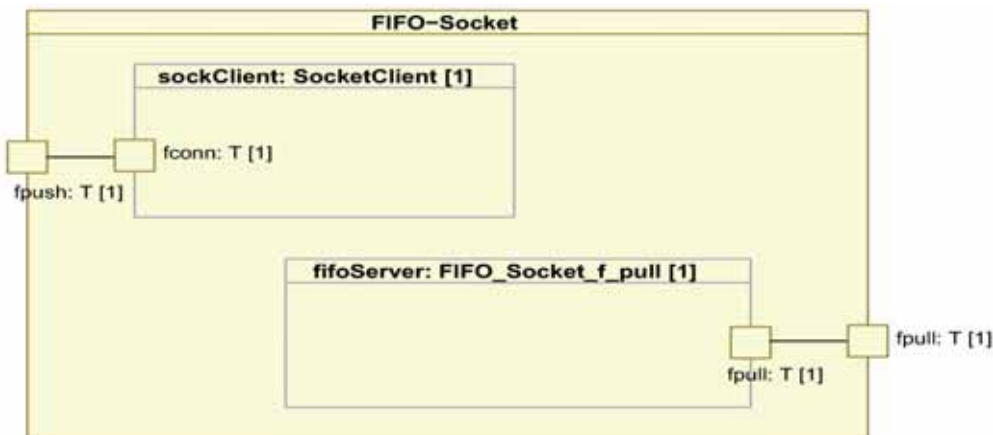 FIFO−Socket
sockClient: SocketClient [1]
fconn: T [1]
fpush: T [1]
fifoServer: FIFO_Socket_f_pull [1]
fpull: T [1]
fpull: T [1]